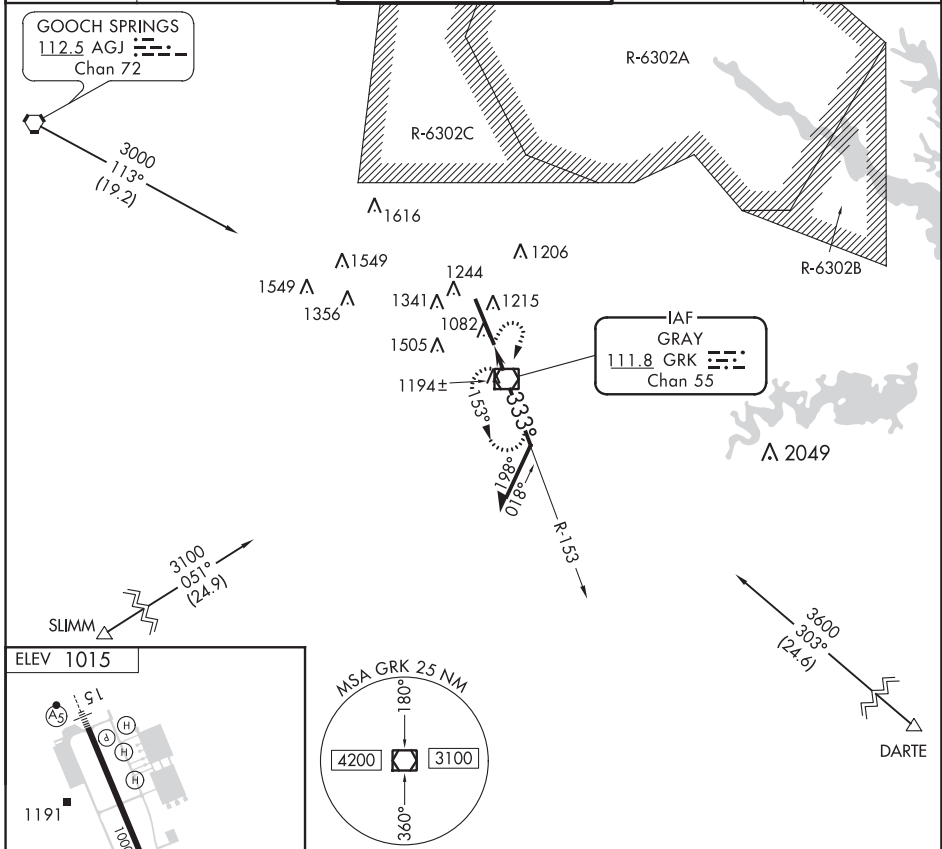 GOOCH SPRINGS
112.5 AGJ
Chan 72
R-6302A
R-6302C
R-6302B
3000
113°
(19.2)
1616
1549
1206
1549
1244
1356
1341
1215
1082
1505
1194±
IAF
GRAY
111.8 GRK
Chan 55
333°
153°
2049
198°
018°
R-153
3100
051°
(24.9)
SLIMM
3600
303°
(24.6)
DARTE
ELEV 1015
15
A5
H
P
H
H
1191
MSA GRK 25 NM
180°
4200
3100
360°